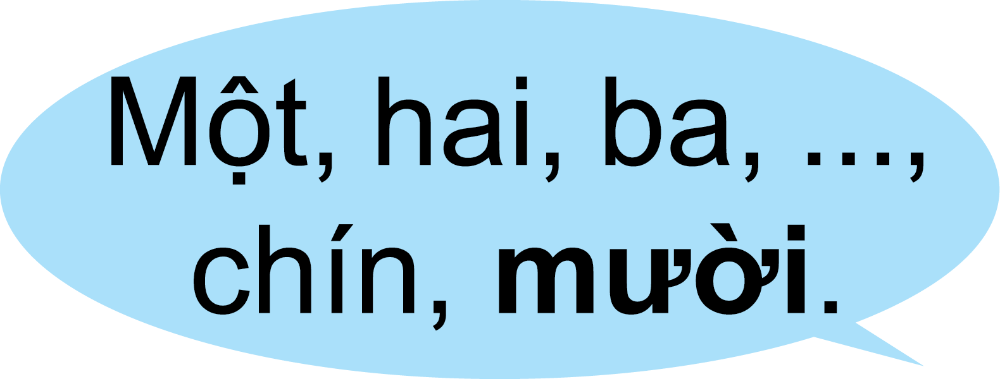 Một, hai, ba, ...,
chín, mười.